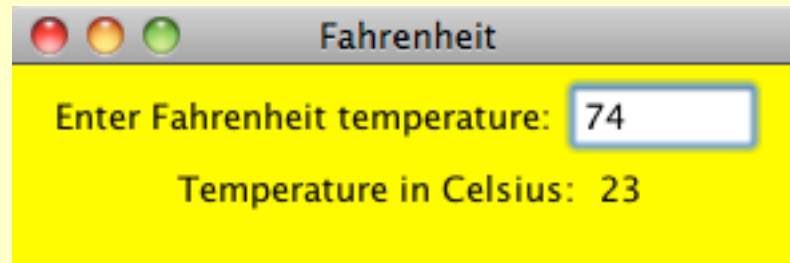 Fahrenheit
Enter Fahrenheit temperature: 74
Temperature in Celsius: 23